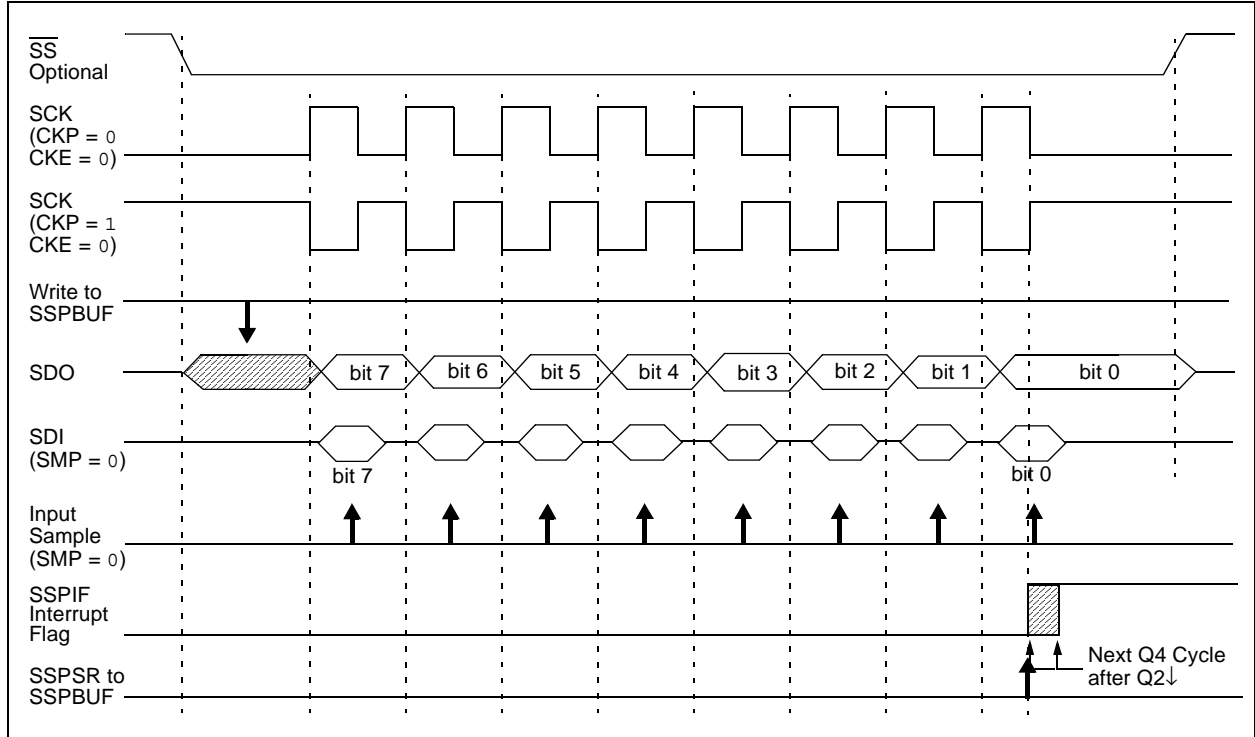 SS
Optional
SCK
(CKP = 0
CKE = 0)
SCK
(CKP = 1
CKE = 0)
Write to
SSPBUF
SDO
bit 7
bit 6
bit 5
bit 4
bit 3
bit 2
bit 1
bit 0
SDI
(SMP = 0)
bit 7
bit 0
Input
Sample
(SMP = 0)
SSPIF
Interrupt
Flag
Next Q4 Cycle
after Q2↓
SSPSR to
SSPBUF